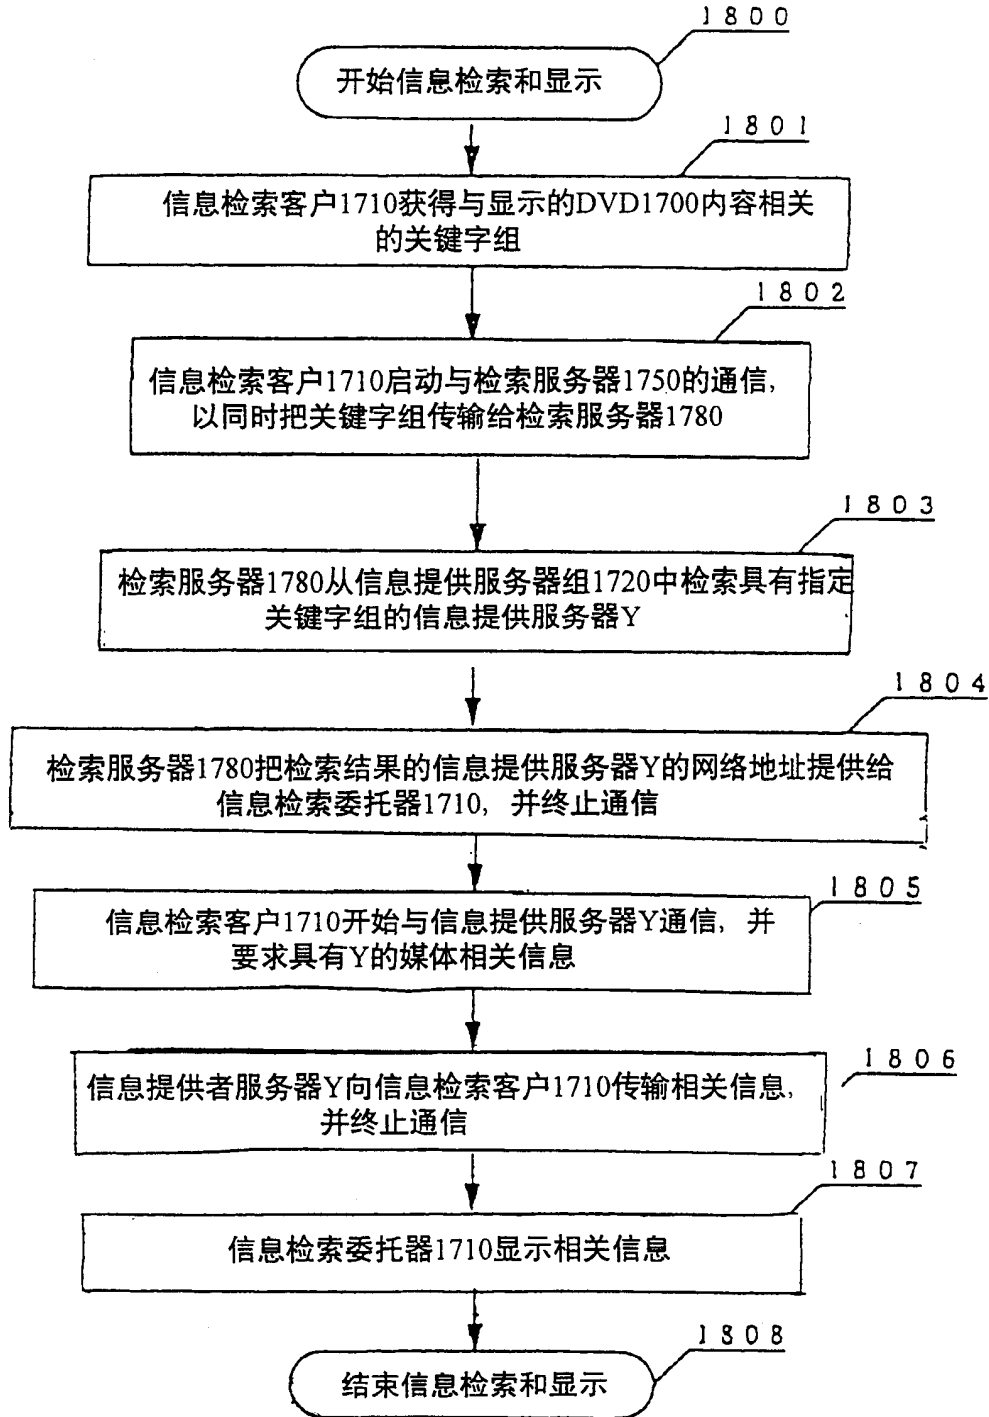 1800
开始信息检索和显示
1801
信息检索客户1710获得与显示的DVD1700内容相关
的关键字组
1802
信息检索客户1710启动与检索服务器1750的通信,
以同时把关键字组传输给检索服务器1780
1803
检索服务器1780从信息提供服务器组1720中检索具有指定
关键字组的信息提供服务器Y
1804
检索服务器1780把检索结果的信息提供服务器Y的网络地址提供给
信息检索委托器1710, 并终止通信
1805
信息检索客户1710开始与信息提供服务器Y通信, 并
要求具有Y的媒体相关信息
1806
信息提供者服务器Y向信息检索客户1710传输相关信息,
并终止通信
1807
信息检索委托器1710显示相关信息
1808
结束信息检索和显示